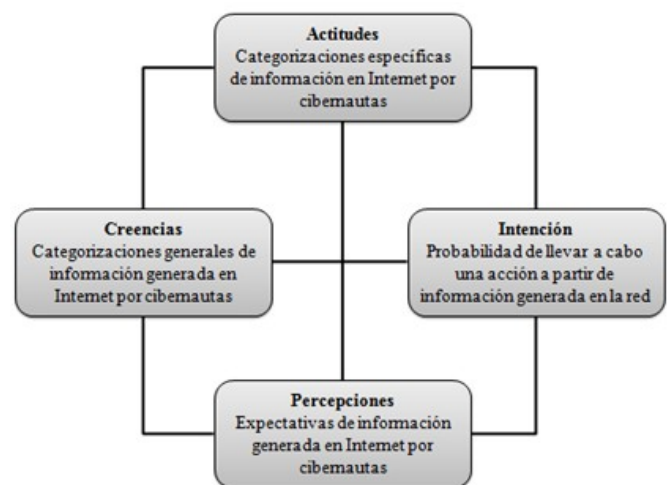 Actitudes
Categorizaciones específicas
de información en Internet por
cibernautas
Creencias
Categorizaciones generales de
información generada en
Internet por cibernautas
Intención
Probabilidad de llevar a cabo
una acción a partir de
información generada en la red
Percepciones
Expectativas de información
generada en Internet por
cibernautas